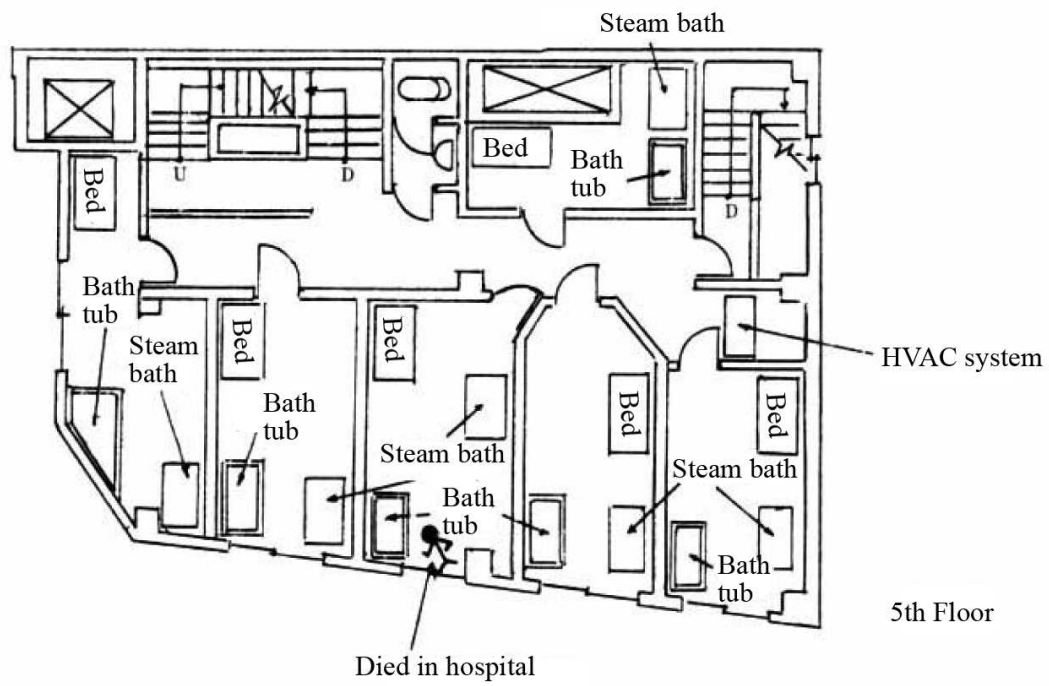 Steam bath
Bed
Bath
tub
U
D
Bed
D
Bath
tub
Steam
bath
Bed
Bed
HVAC system
Bath
tub
Bed
Bed
Steam bath
Steam bath
Bath
tub
Bath
tub
5th Floor
Died in hospital